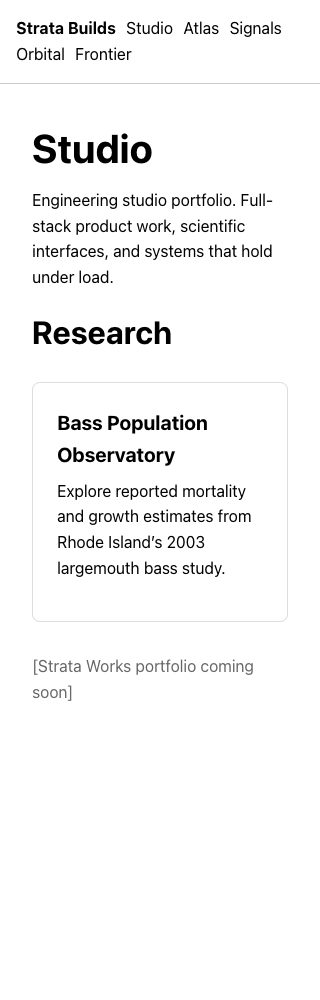 Strata Builds Studio Atlas Signals
Orbital Frontier
Studio
Engineering studio portfolio. Full-
stack product work, scientific
interfaces, and systems that hold
under load.
Research
Bass Population
Observatory
Explore reported mortality
and growth estimates from
Rhode Island’s 2003
largemouth bass study.
[Strata Works portfolio coming
soon]